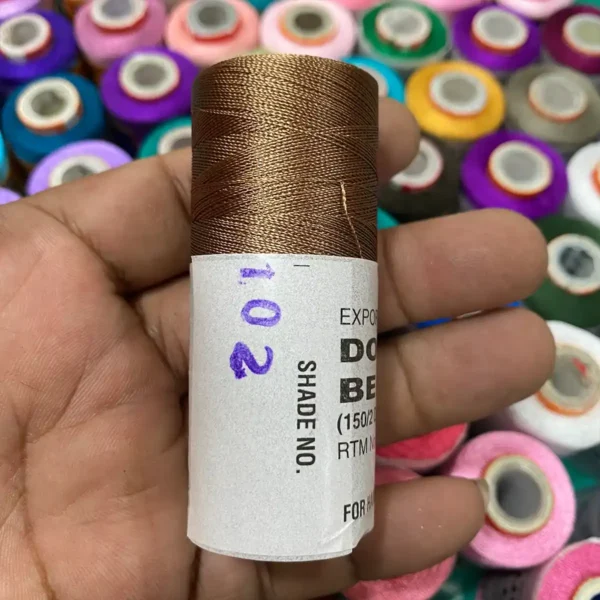 102
SHADE NO.
EXPO
DO
BE
(150/2
RTM
FOR